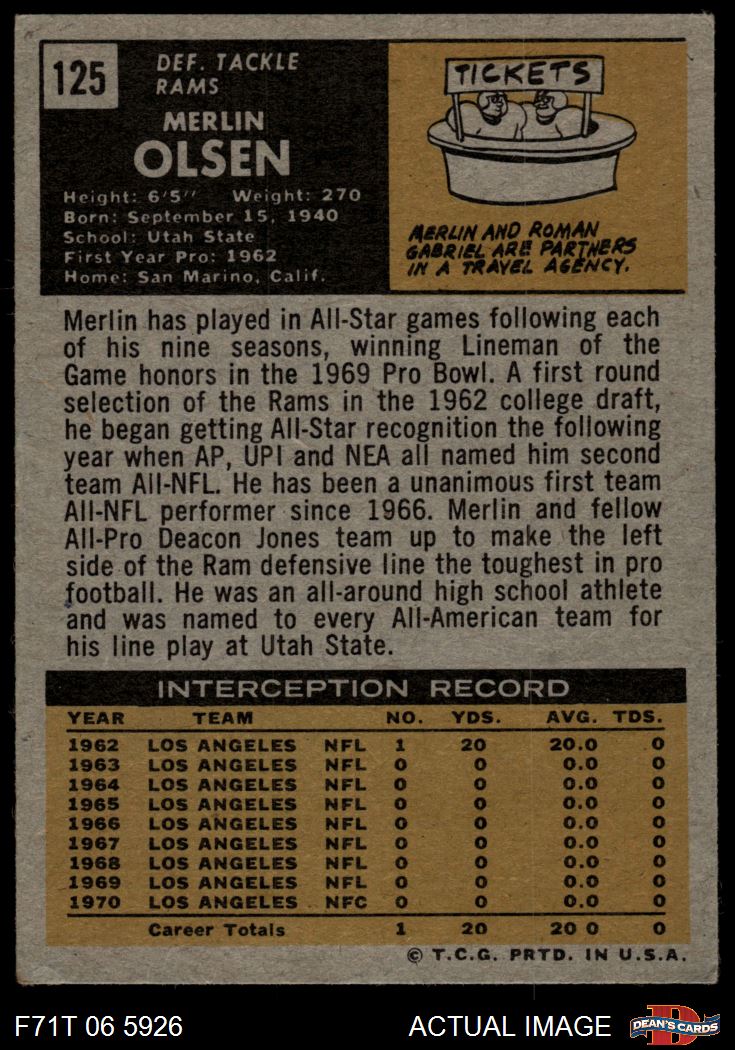 125
DEF. TACKLE
RAMS
MERLIN
OLSEN
Height: 6'5" Weight: 270
Born: September 15, 1940
School: Utah State
First Year Pro: 1962
Home: San Marino, Calif.
TICKETS
MERLIN AND ROMAN
GABRIEL ARE PARTNERS
IN A TRAVEL AGENCY.
Merlin has played in All-Star games following each
of his nine seasons, winning Lineman of the
Game honors in the 1969 Pro Bowl. A first round
selection of the Rams in the 1962 college draft,
he began getting All-Star recognition the following
year when AP, UPI and NEA all named him second
team All-NFL. He has been a unanimous first team
All-NFL performer since 1966. Merlin and fellow
All-Pro Deacon Jones team up to make the left
side of the Ram defensive line the toughest in pro
football. He was an all-around high school athlete
and was named to every All-American team for
his line play at Utah State.
INTERCEPTION RECORD
YEAR TEAM NO. YDS. AVG. TDS.
1962 LOS ANGELES NFL 1 20 20.0 0
1963 LOS ANGELES NFL 0 0 0.0 0
1964 LOS ANGELES NFL 0 0 0.0 0
1965 LOS ANGELES NFL 0 0 0.0 0
1966 LOS ANGELES NFL 0 0 0.0 0
1967 LOS ANGELES NFL 0 0 0.0 0
1968 LOS ANGELES NFL 0 0 0.0 0
1969 LOS ANGELES NFL 0 0 0.0 0
1970 LOS ANGELES NFC 0 0 0.0 0
Career Totals 1 20 20 0 0
© T.C.G. PRTD. IN U.S.A.
F71T 06 5926 ACTUAL IMAGE D DEAN'S CARDS